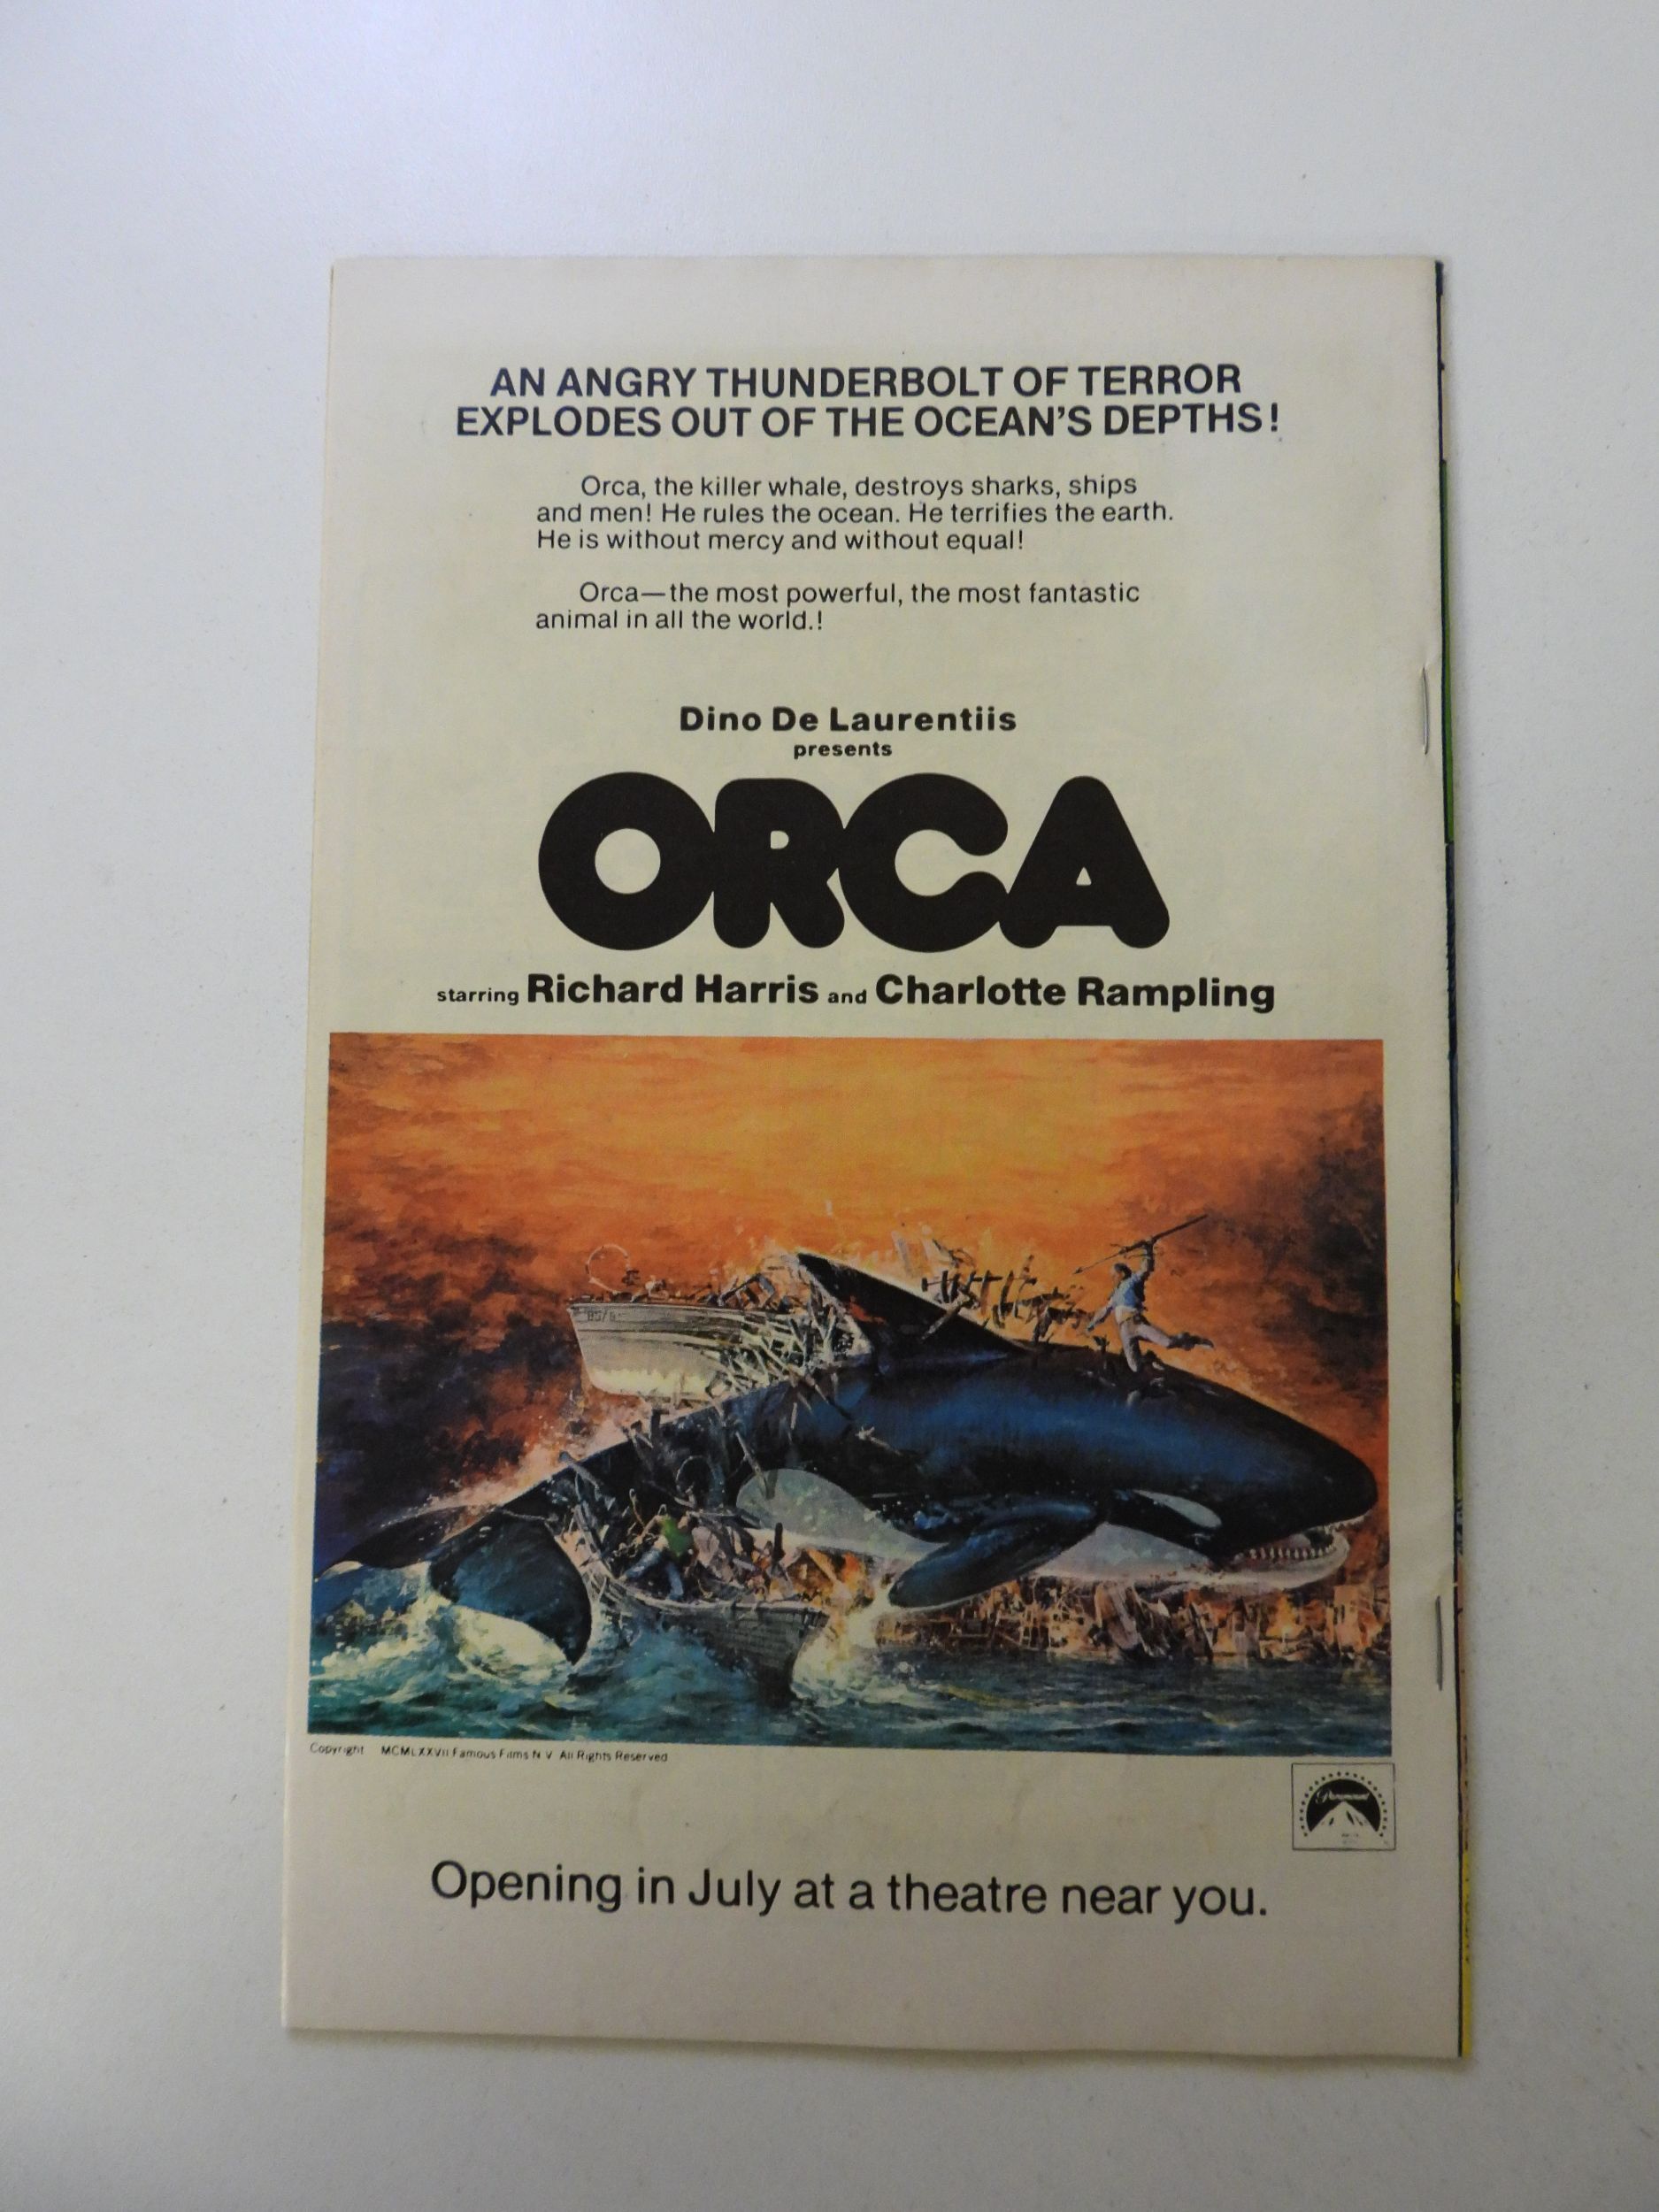 AN ANGRY THUNDERBOLT OF TERROR
EXPLODES OUT OF THE OCEAN'S DEPTHS!
Orca, the killer whale, destroys sharks, ships
and men! He rules the ocean. He terrifies the earth.
He is without mercy and without equal!
Orca—the most powerful, the most fantastic
animal in all the world.!
Dino De Laurentiis
presents
ORCA
starring Richard Harris and Charlotte Rampling
Copyright MCMLXXVII Famous Films N V All Rights Reserved
Paramount
Opening in July at a theatre near you.